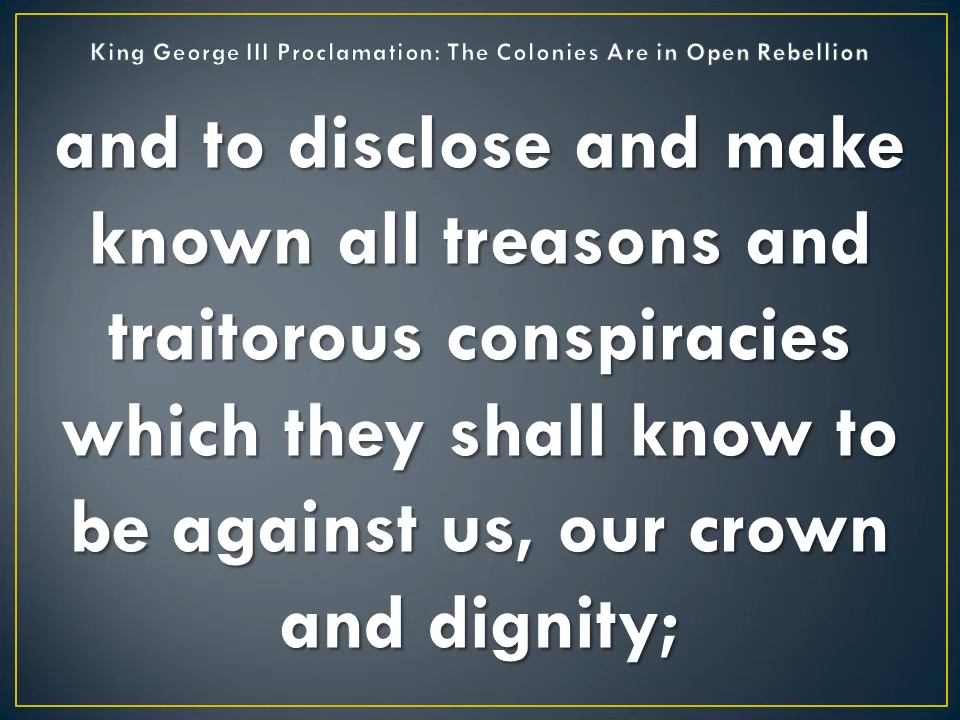 King George III Proclamation: The Colonies Are in Open Rebellion
and to disclose and make
known all treasons and
traitorous conspiracies
which they shall know to
be against us, our crown
and dignity;